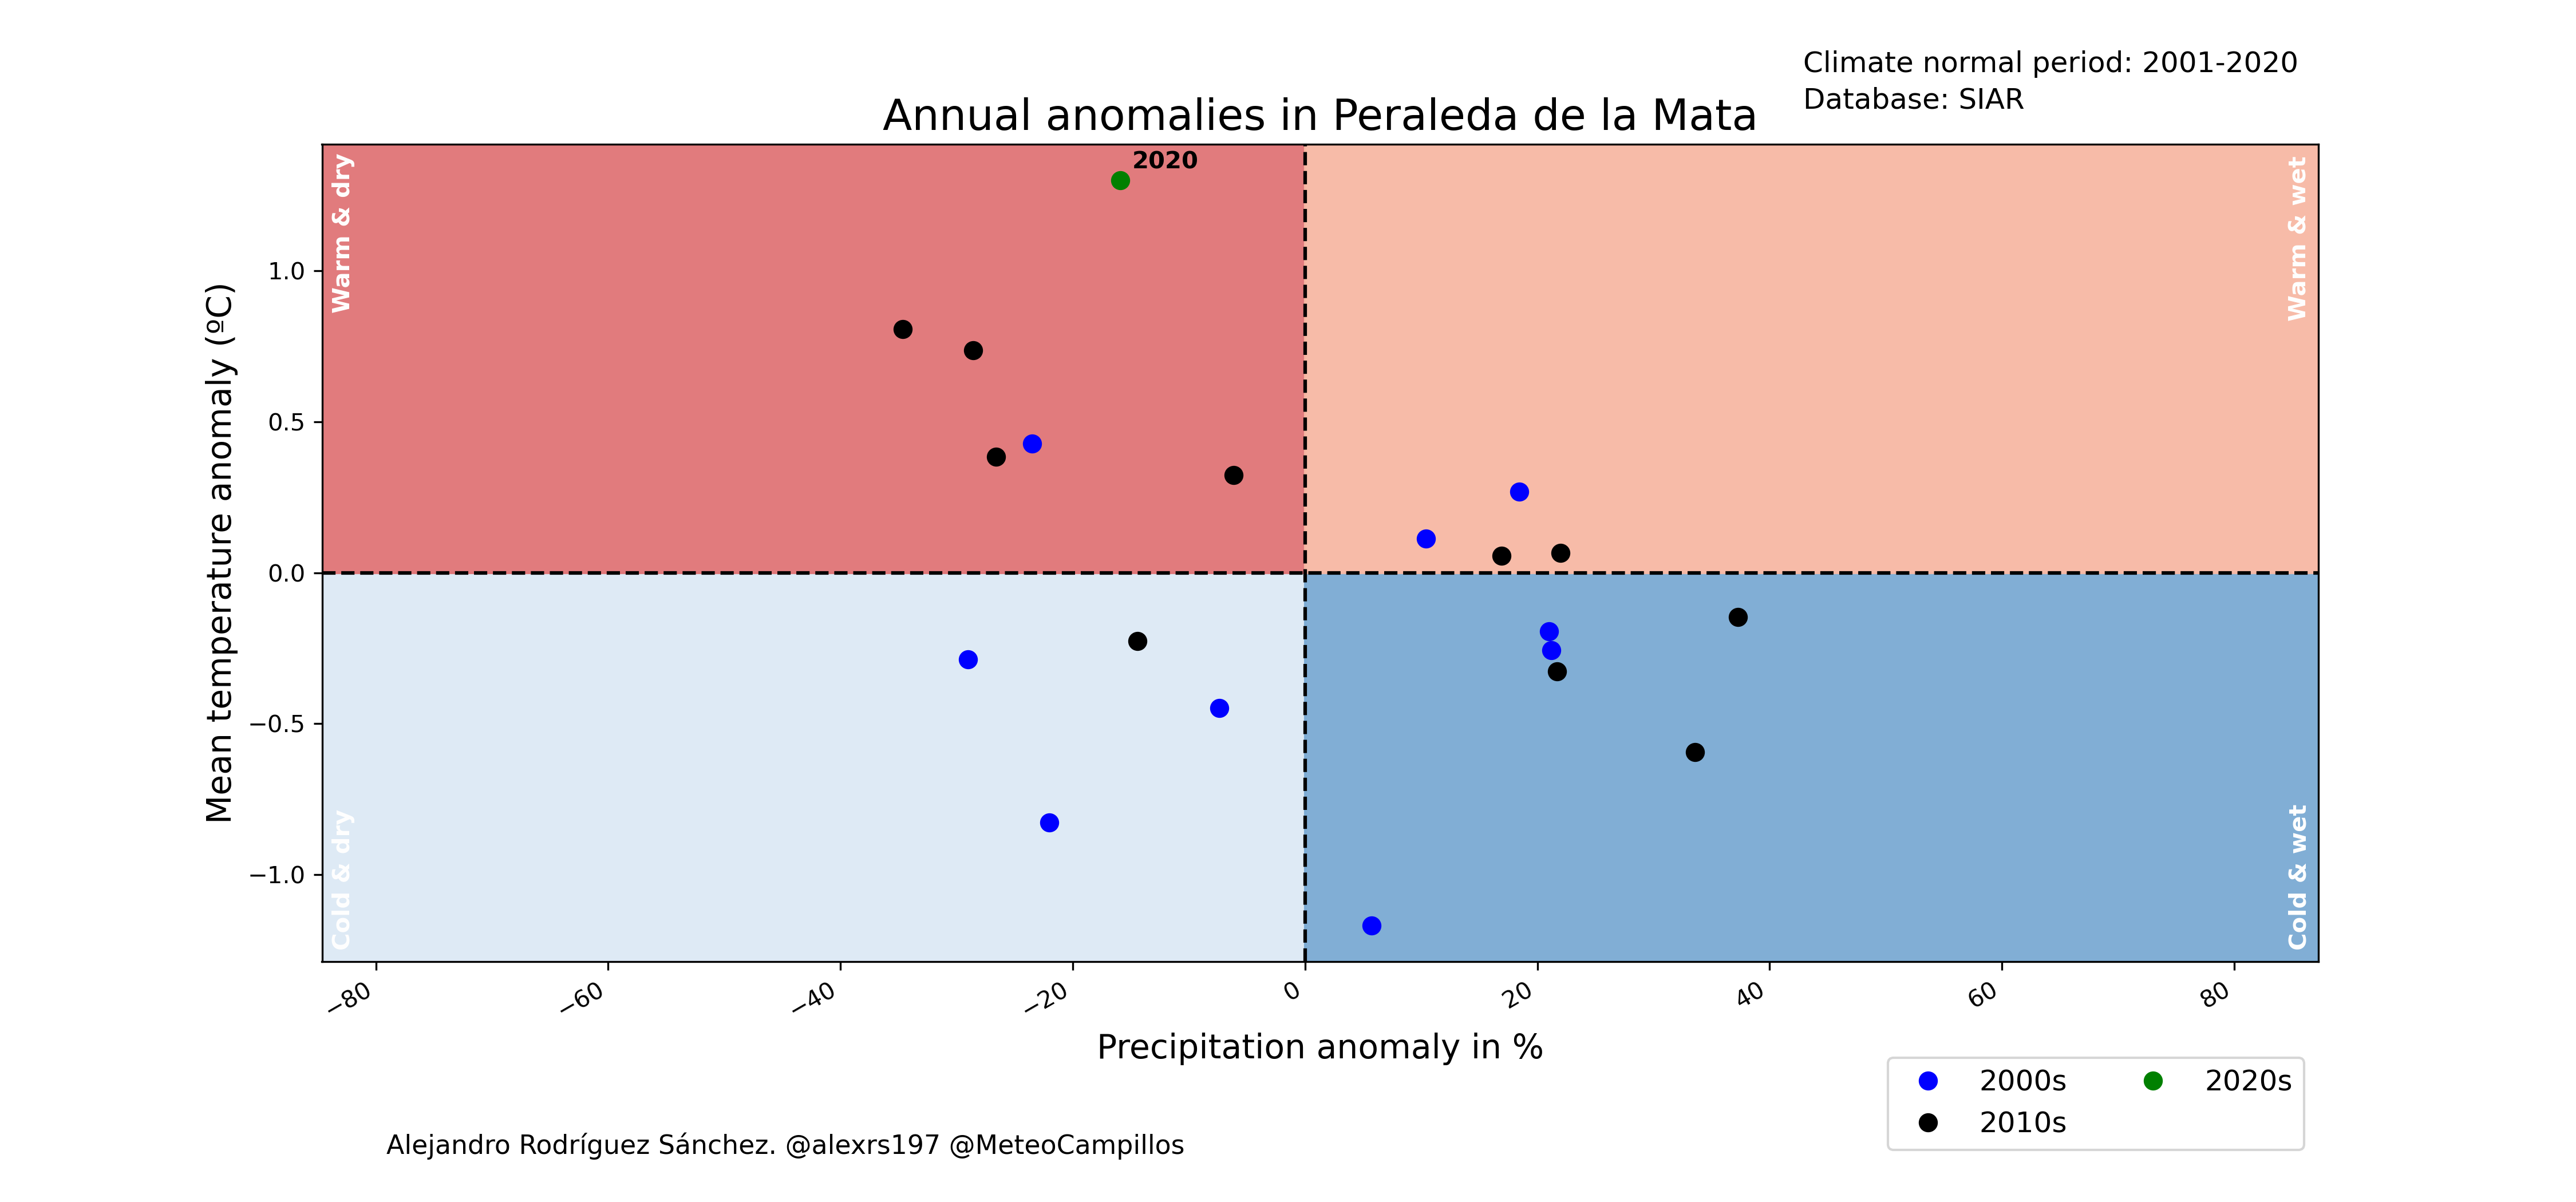 Climate normal period: 2001-2020
Database: SIAR
Annual anomalies in Peraleda de la Mata
2020
Warm & dry
Warm & wet
Cold & dry
Cold & wet
Mean temperature anomaly (ºC)
1.0
0.5
0.0
−0.5
−1.0
−80 −60 −40 −20 0 20 40 60 80
Precipitation anomaly in %
2000s 2020s
2010s
Alejandro Rodríguez Sánchez. @alexrs197 @MeteoCampillos